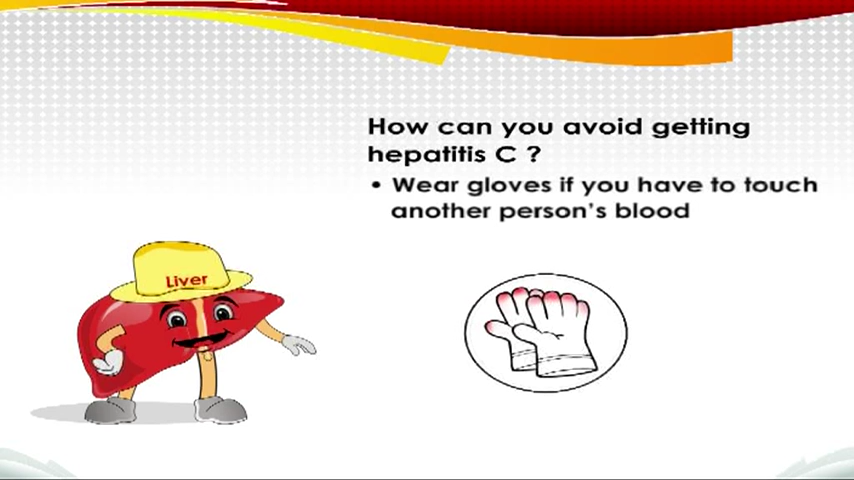 How can you avoid getting
hepatitis C ?
• Wear gloves if you have to touch
another person's blood
Liver